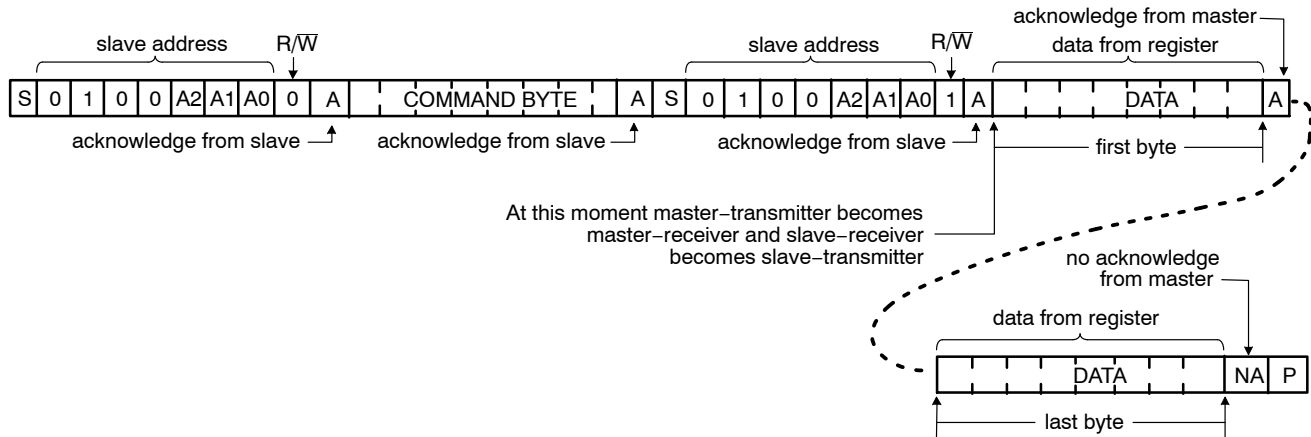 acknowledge from master
slave address R/W̅ slave address R/W̅ data from register
S 0 1 0 0 A2 A1 A0 0 A COMMAND BYTE A S 0 1 0 0 A2 A1 A0 1 A DATA A
acknowledge from slave acknowledge from slave acknowledge from slave first byte
At this moment master−transmitter becomes
master−receiver and slave−receiver
becomes slave−transmitter
no acknowledge
from master
data from register
DATA NA P
last byte